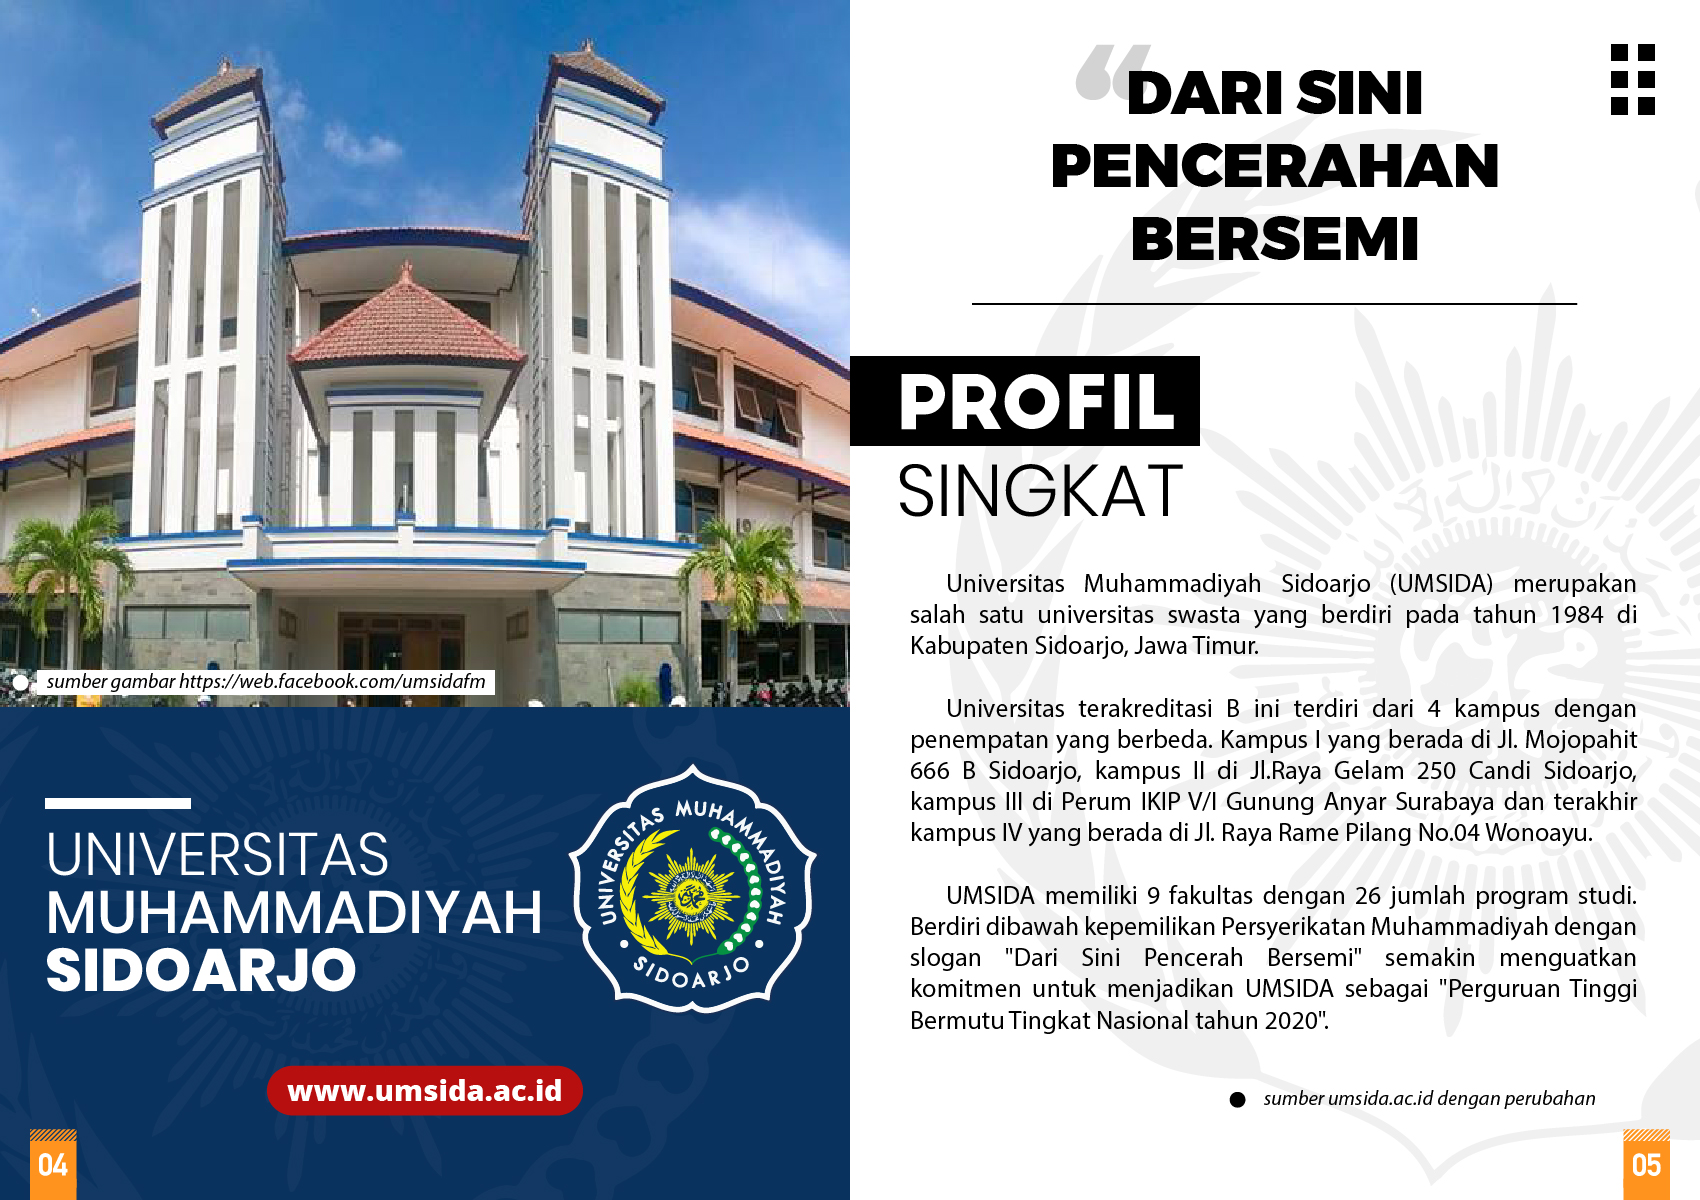 sumber gambar https://web.facebook.com/umsidafm
UNIVERSITAS
MUHAMMADIYAH
SIDOARJO
UNIVERSITAS MUHAMMADIYAH
SIDOARJO
www.umsida.ac.id
04
“DARI SINI
PENCERAHAN
BERSEMI
PROFIL
SINGKAT
Universitas Muhammadiyah Sidoarjo (UMSIDA) merupakan
salah satu universitas swasta yang berdiri pada tahun 1984 di
Kabupaten Sidoarjo, Jawa Timur.
Universitas terakreditasi B ini terdiri dari 4 kampus dengan
penempatan yang berbeda. Kampus I yang berada di Jl. Mojopahit
666 B Sidoarjo, kampus II di Jl.Raya Gelam 250 Candi Sidoarjo,
kampus III di Perum IKIP V/I Gunung Anyar Surabaya dan terakhir
kampus IV yang berada di Jl. Raya Rame Pilang No.04 Wonoayu.
UMSIDA memiliki 9 fakultas dengan 26 jumlah program studi.
Berdiri dibawah kepemilikan Persyerikatan Muhammadiyah dengan
slogan "Dari Sini Pencerah Bersemi" semakin menguatkan
komitmen untuk menjadikan UMSIDA sebagai "Perguruan Tinggi
Bermutu Tingkat Nasional tahun 2020".
sumber umsida.ac.id dengan perubahan
05